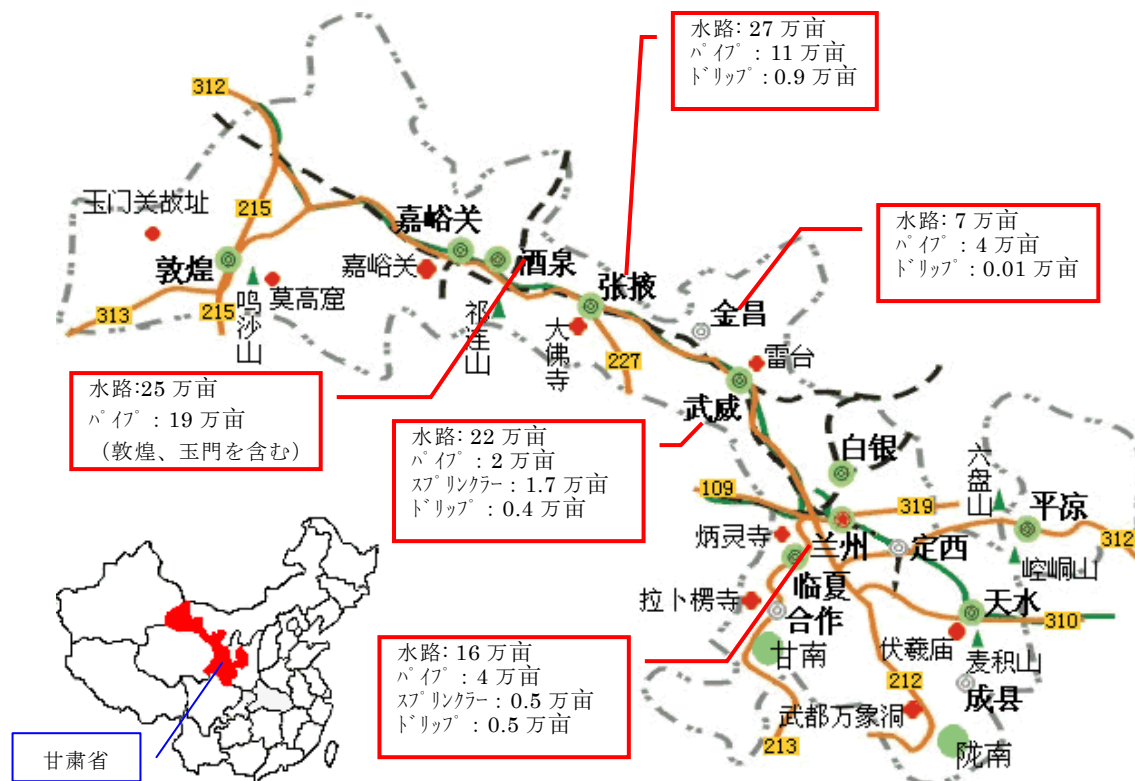 水路: 27 万亩
ﾊﾟｲﾌﾟ : 11 万亩
ﾄﾞﾘｯﾌﾟ : 0.9 万亩
312
玉门关故址
215
嘉峪关
水路: 7 万亩
ﾊﾟｲﾌﾟ : 4 万亩
ﾄﾞﾘｯﾌﾟ : 0.01 万亩
敦煌
嘉峪关
酒泉
莫高窟
张掖
313
215
鸣沙山
祁连山
大佛寺
金昌
227
雷台
水路:25 万亩
ﾊﾟｲﾌﾟ : 19 万亩
（敦煌、玉門を含む）
武威
水路: 22 万亩
ﾊﾟｲﾌﾟ : 2 万亩
ｽﾌﾟﾘﾝｸﾗｰ : 1.7 万亩
ﾄﾞﾘｯﾌﾟ : 0.4 万亩
白银
六盘山
109
319
平凉
炳灵寺
兰州
定西
312
崆峒山
临夏
拉卜楞寺
合作
天水
310
水路: 16 万亩
ﾊﾟｲﾌﾟ : 4 万亩
ｽﾌﾟﾘﾝｸﾗｰ : 0.5 万亩
ﾄﾞﾘｯﾌﾟ : 0.5 万亩
甘南
伏羲庙
麦积山
212
成县
武都万象洞
213
陇南
甘粛省